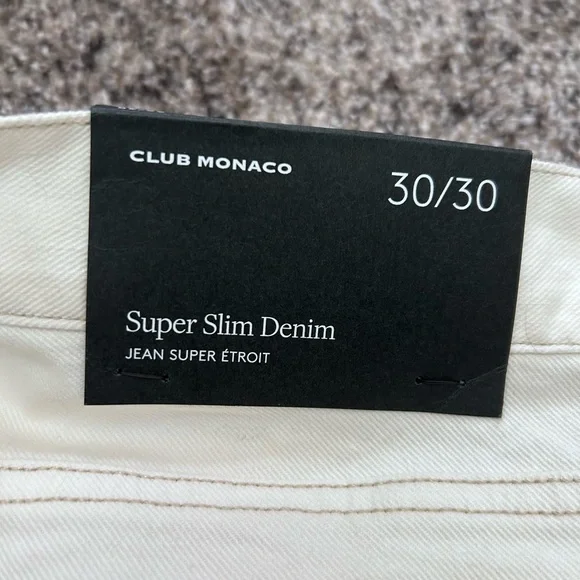 CLUB MONACO
30/30
Super Slim Denim
JEAN SUPER ÉTROIT